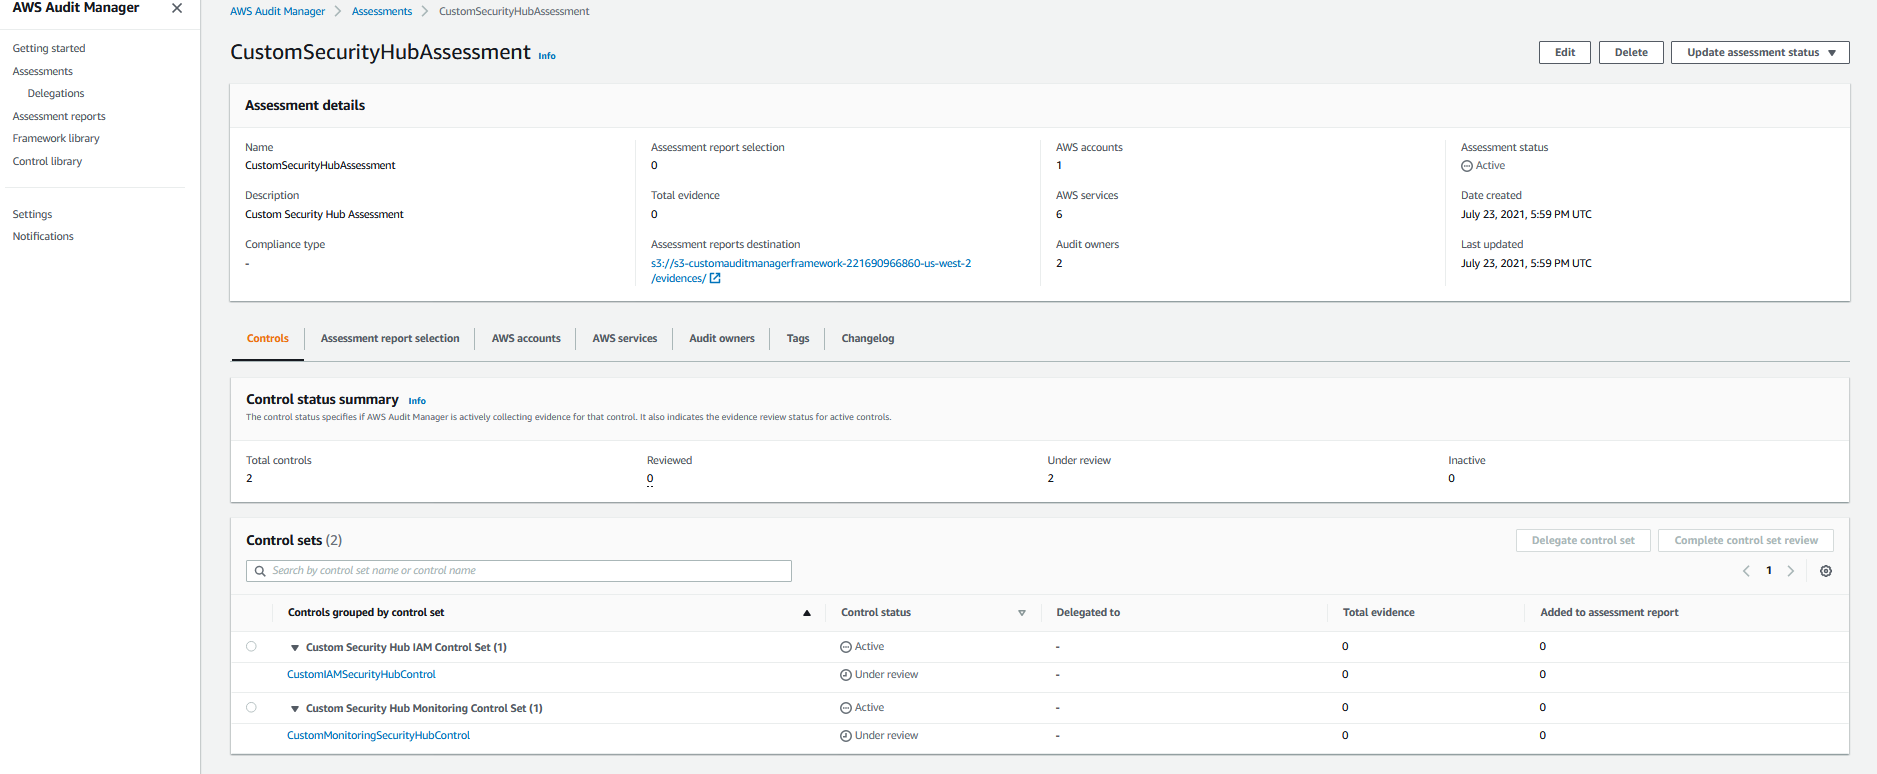 AWS Audit Manager
Getting started
Assessments
Delegations
Assessment reports
Framework library
Control library
Settings
Notifications
AWS Audit Manager > Assessments > CustomSecurityHubAssessment
CustomSecurityHubAssessment Info
Edit Delete Update assessment status
Assessment details
Name
CustomSecurityHubAssessment
Description
Custom Security Hub Assessment
Compliance type
-
Assessment report selection
0
Total evidence
0
Assessment reports destination
s3://s3-customauditmanagerframework-221690966860-us-west-2
/evidences/
AWS accounts
1
AWS services
6
Audit owners
2
Assessment status
Active
Date created
July 23, 2021, 5:59 PM UTC
Last updated
July 23, 2021, 5:59 PM UTC
Controls Assessment report selection AWS accounts AWS services Audit owners Tags Changelog
Control status summary Info
The control status specifies if AWS Audit Manager is actively collecting evidence for that control. It also indicates the evidence review status for active controls.
Total controls Reviewed Under review Inactive
2 0 2 0
Control sets (2)
Delegate control set Complete control set review
Search by control set name or control name
1
Controls grouped by control set Control status Delegated to Total evidence Added to assessment report
Custom Security Hub IAM Control Set (1) Active - 0 0
CustomIAMSecurityHubControl Under review - 0 0
Custom Security Hub Monitoring Control Set (1) Active - 0 0
CustomMonitoringSecurityHubControl Under review - 0 0